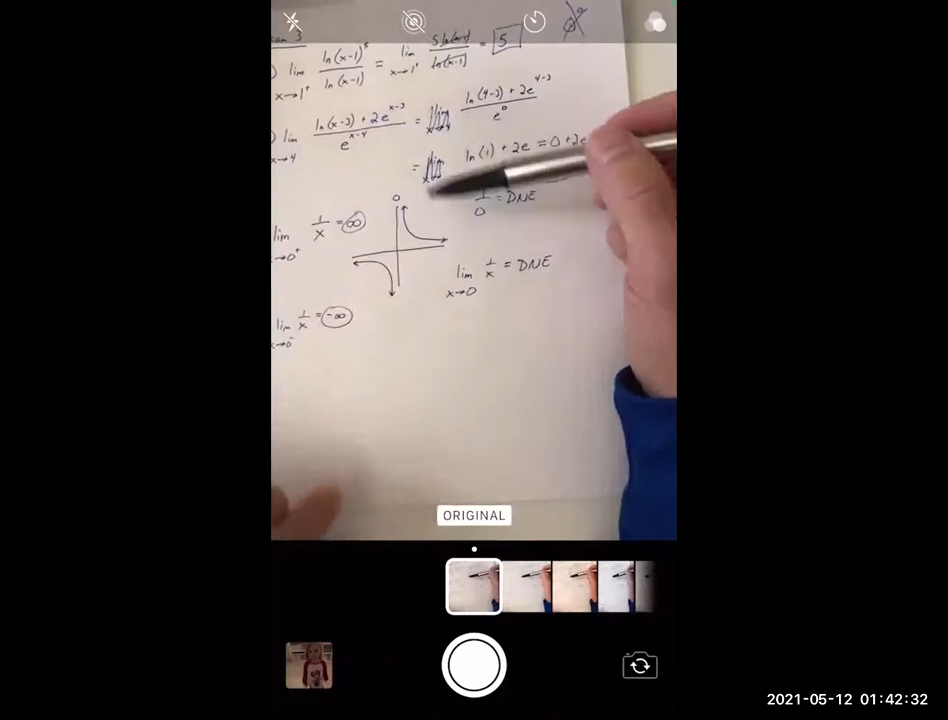 lim x→1⁺ ln(x-1)⁵ / ln(x-1) = lim x→1⁺ 5 ln(x-1) / ln(x-1) = 5
lim x→4 ln(x-3) + 2e^(x-3) / e^(x-4) = lim x→4 ln(4-3) + 2e^(4-3) / e^0
= lim ln(1) + 2e = 0 + 2e
1/0 = DNE
0
lim x→0⁺ 1/x = ∞
lim x→0 1/x = DNE
lim x→0⁻ 1/x = -∞
ORIGINAL
2021-05-12 01:42:32